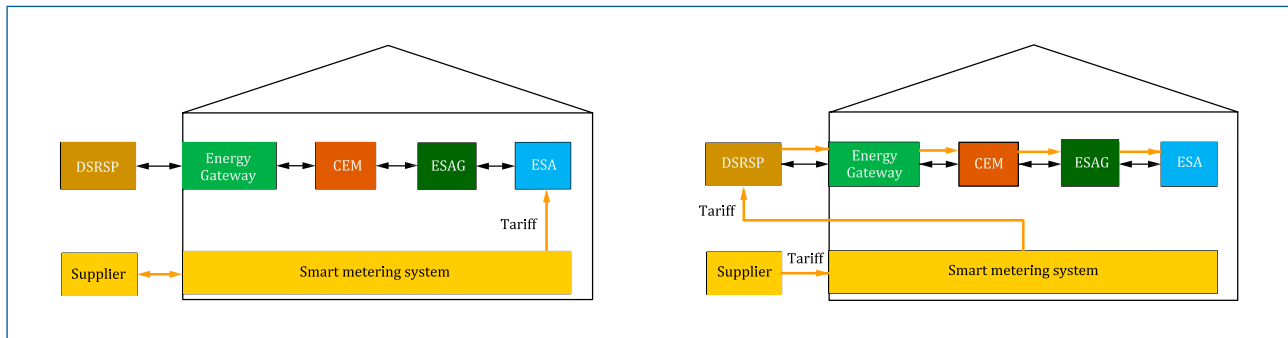 DSRSP
Energy
Gateway
CEM
ESAG
ESA
Tariff
Supplier
Smart metering system
DSRSP
Energy
Gateway
CEM
ESAG
ESA
Tariff
Supplier
Tariff
Smart metering system